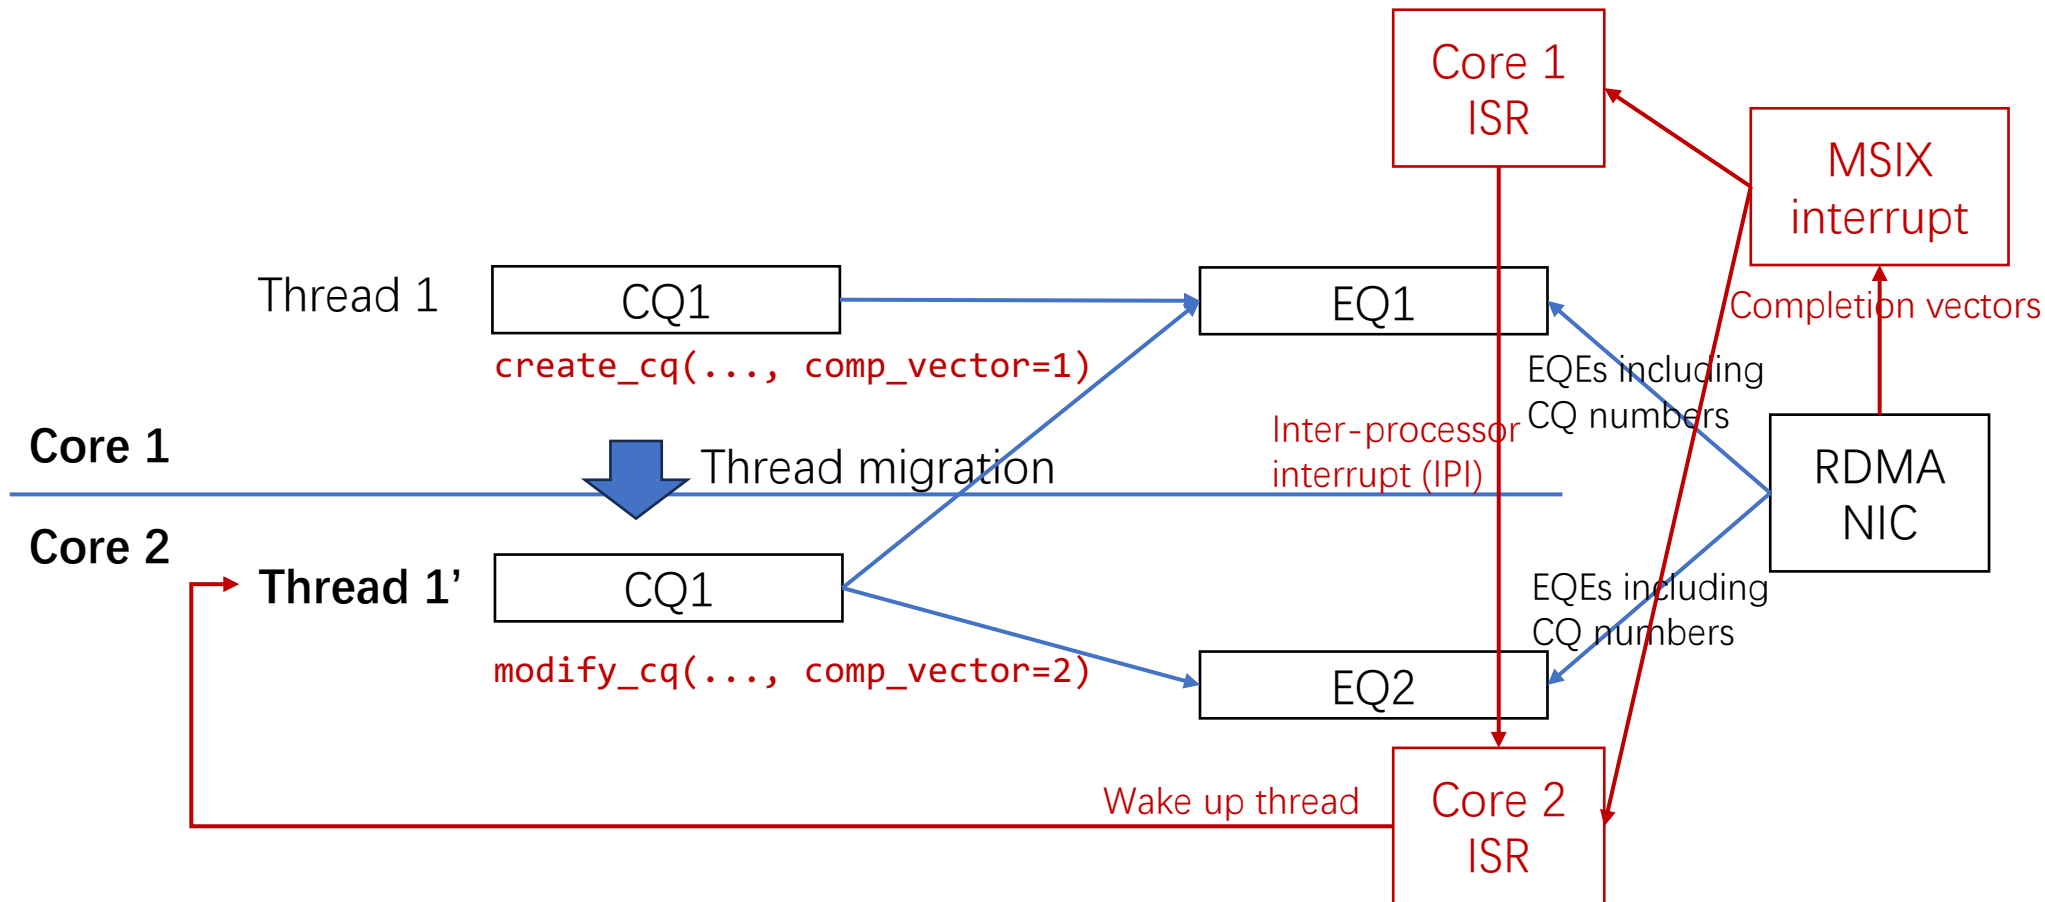 Core 1
ISR
MSIX
interrupt
Thread 1
CQ1
EQ1
Completion vectors
create_cq(..., comp_vector=1)
EQEs including
CQ numbers
Core 1
Thread migration
Inter-processor
interrupt (IPI)
RDMA
NIC
Core 2
Thread 1’
CQ1
EQEs including
CQ numbers
modify_cq(..., comp_vector=2)
EQ2
Wake up thread
Core 2
ISR